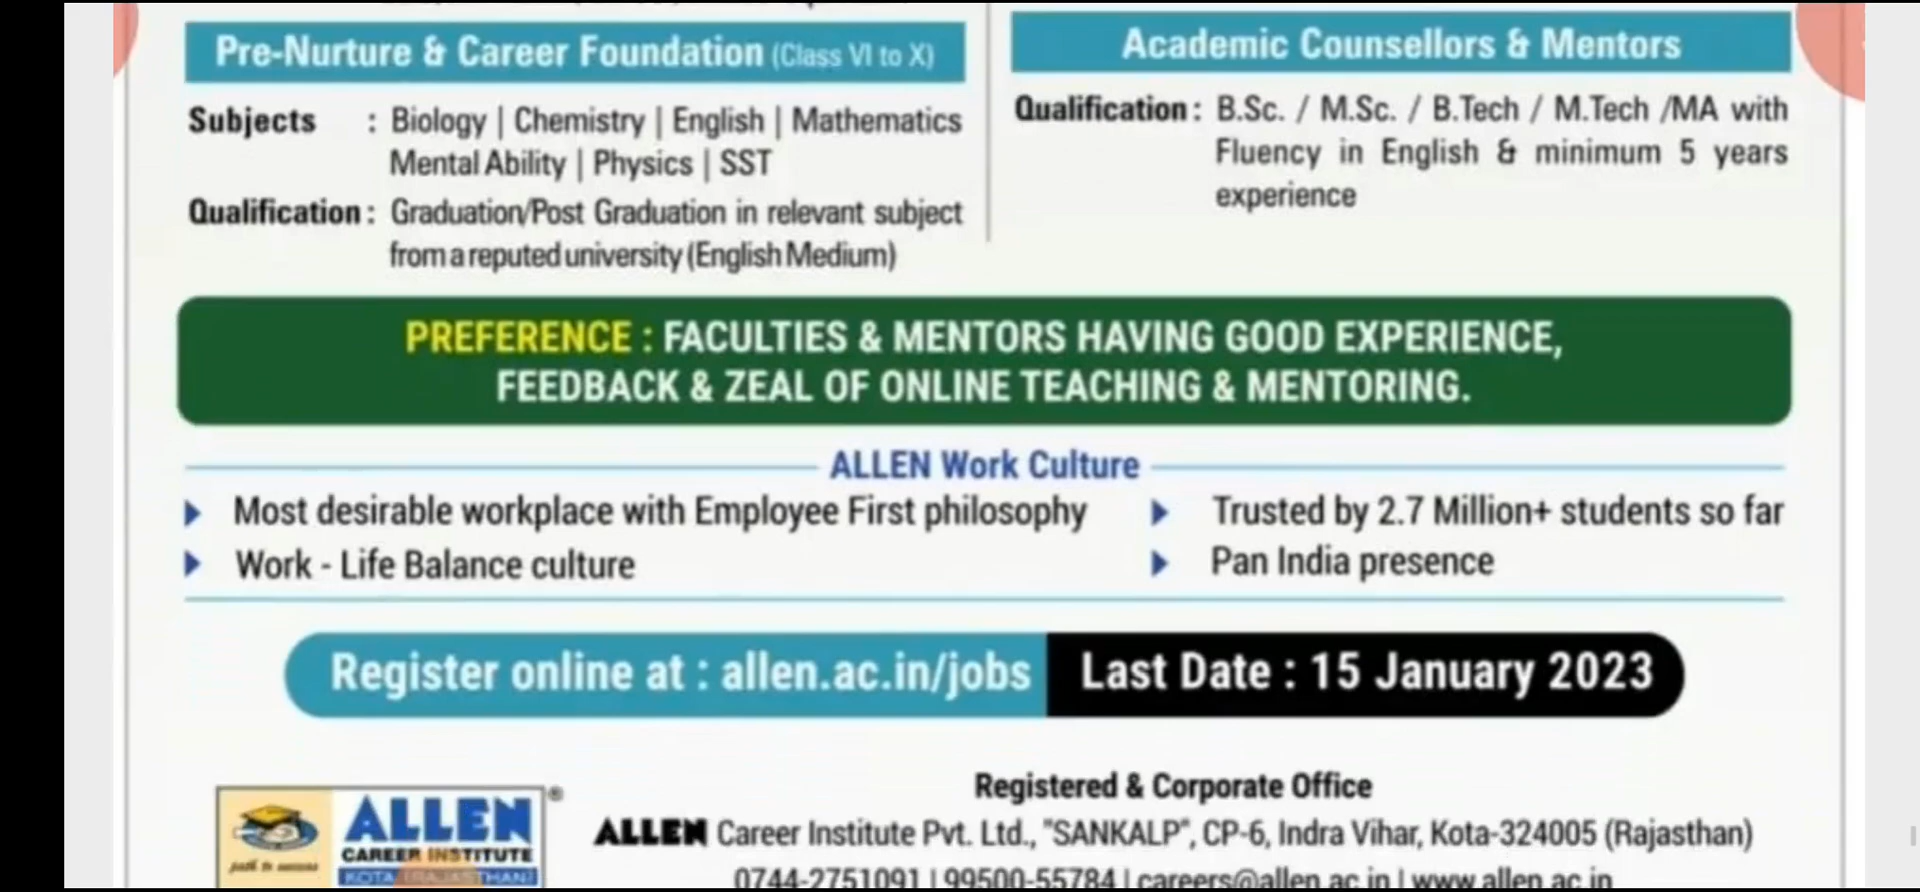 Pre-Nurture & Career Foundation (Class VI to X)
Subjects : Biology | Chemistry | English | Mathematics
Mental Ability | Physics | SST
Qualification : Graduation/Post Graduation in relevant subject
from a reputed university (English Medium)
Academic Counsellors & Mentors
Qualification : B.Sc. / M.Sc. / B.Tech / M.Tech /MA with
Fluency in English & minimum 5 years
experience
PREFERENCE : FACULTIES & MENTORS HAVING GOOD EXPERIENCE,
FEEDBACK & ZEAL OF ONLINE TEACHING & MENTORING.
ALLEN Work Culture
Most desirable workplace with Employee First philosophy
Work - Life Balance culture
Trusted by 2.7 Million+ students so far
Pan India presence
Register online at : allen.ac.in/jobs Last Date : 15 January 2023
path to success
ALLEN ®
CAREER INSTITUTE
KOTA (RAJASTHAN)
Registered & Corporate Office
ALLEN Career Institute Pvt. Ltd., "SANKALP", CP-6, Indra Vihar, Kota-324005 (Rajasthan)
0744-2751091 | 99500-55784 | careers@allen.ac.in | www.allen.ac.in